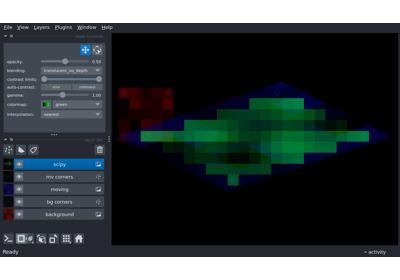 File View Layers Plugins Window Help
opacity: 0.50
blending: translucent_no_depth
contrast limits:
auto-contrast: once continuous
gamma: 1.00
colormap: green
interpolation: nearest
scipy
mv corners
moving
bg corners
background
Ready
activity